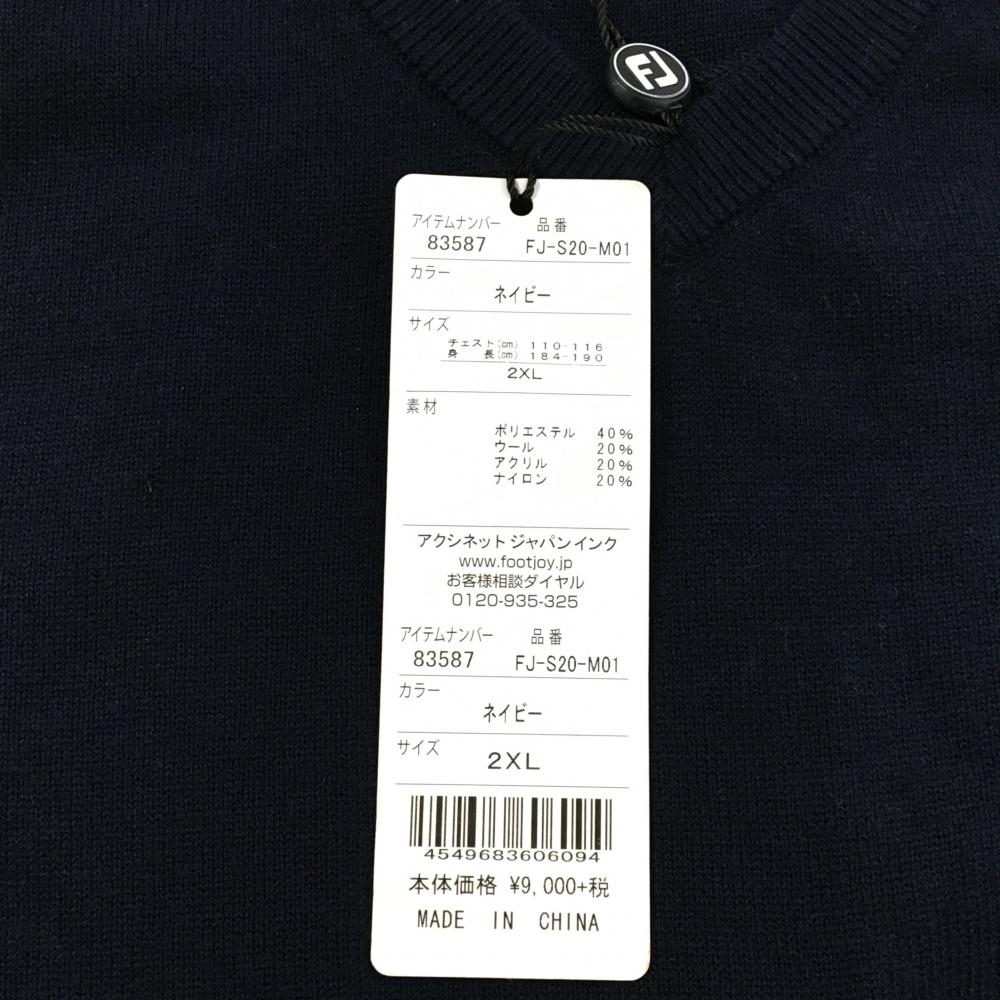 FJ
アイテムナンバー 品番
83587 FJ-S20-M01
カラー
ネイビー
サイズ
チェスト(cm) 110-116
身長(cm) 184-190
2XL
素材
ポリエステル 40%
ウール 20%
アクリル 20%
ナイロン 20%
アクシネット ジャパン インク
www.footjoy.jp
お客様相談ダイヤル
0120-935-325
アイテムナンバー 品番
83587 FJ-S20-M01
カラー
ネイビー
サイズ
2XL
4549683606094
本体価格 ¥9,000+税
MADE IN CHINA